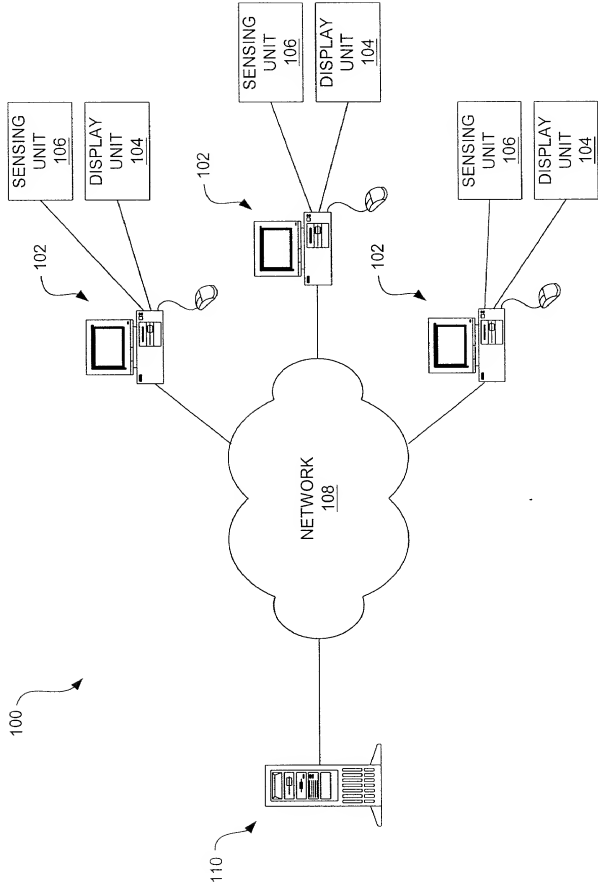 100
102
SENSING
UNIT
106
DISPLAY
UNIT
104
110
NETWORK
108
102
SENSING
UNIT
106
DISPLAY
UNIT
104
102
SENSING
UNIT
106
DISPLAY
UNIT
104